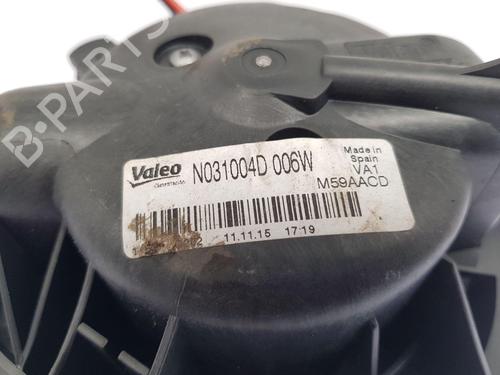 Valeo
N031004D 006W
Made in
Spain
VA1
M59AACD
11.11.15 17:19
B-PARTS